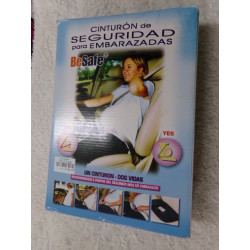 CINTURÓN de
SEGURIDAD
para EMBARAZADAS
BeSafe
YES
UN CINTURON - DOS VIDAS